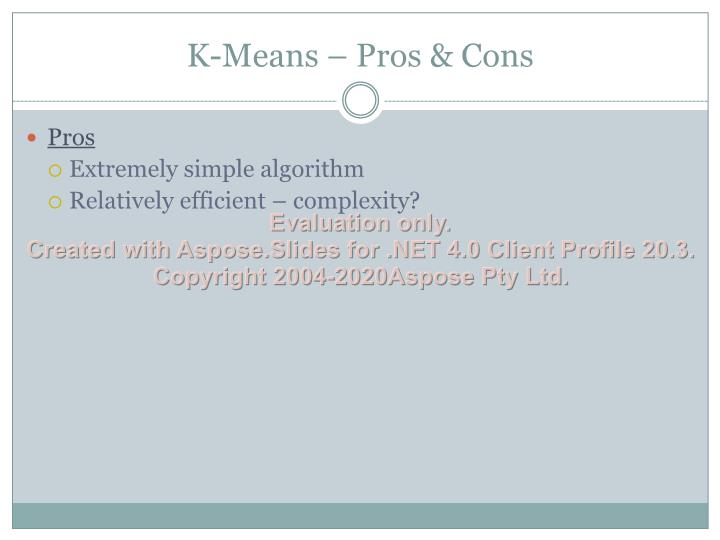 K-Means – Pros & Cons
Pros
Extremely simple algorithm
Relatively efficient – complexity?
Evaluation only.
Created with Aspose.Slides for .NET 4.0 Client Profile 20.3.
Copyright 2004-2020Aspose Pty Ltd.